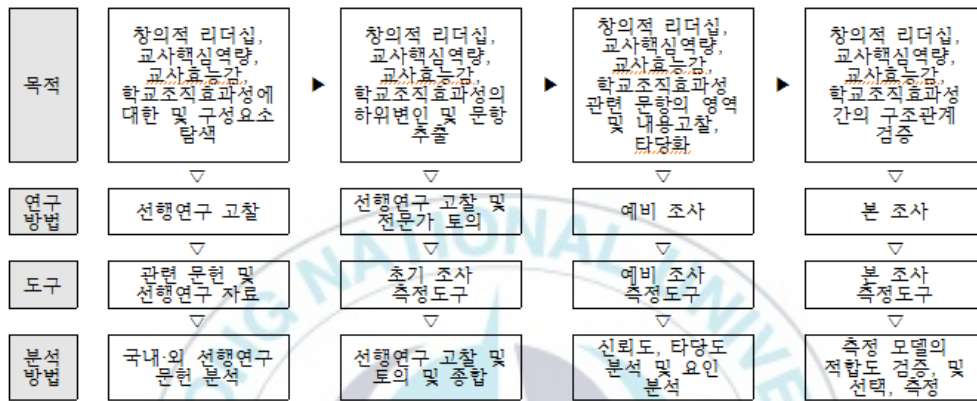 목적
창의적 리더십,
교사핵심역량,
교사효능감,
학교조직효과성에
대한 및 구성요소
탐색
▶
창의적 리더십,
교사핵심역량,
교사효능감,
학교조직효과성의
하위변인 및 문항
추출
▶
창의적 리더십,
교사핵심역량,
교사효능감,
학교조직효과성
관련 문항의 영역
및 내용고찰,
타당화
▶
창의적 리더십,
교사핵심역량,
교사효능감,
학교조직효과성
간의 구조관계
검증
▽ ▽ ▽ ▽
연구
방법
선행연구 고찰
선행연구 고찰 및
전문가 토의
예비 조사
본 조사
▽ ▽ ▽ ▽
도구
관련 문헌 및
선행연구 자료
초기 조사
측정도구
예비 조사
측정도구
본 조사
측정도구
▽ ▽ ▽ ▽
분석
방법
국내·외 선행연구
문헌 분석
선행연구 고찰 및
토의 및 종합
신뢰도, 타당도
분석 및 요인
분석
측정 모델의
적합도 검증, 및
선택, 측정
ONG NATIONAL UNIVE